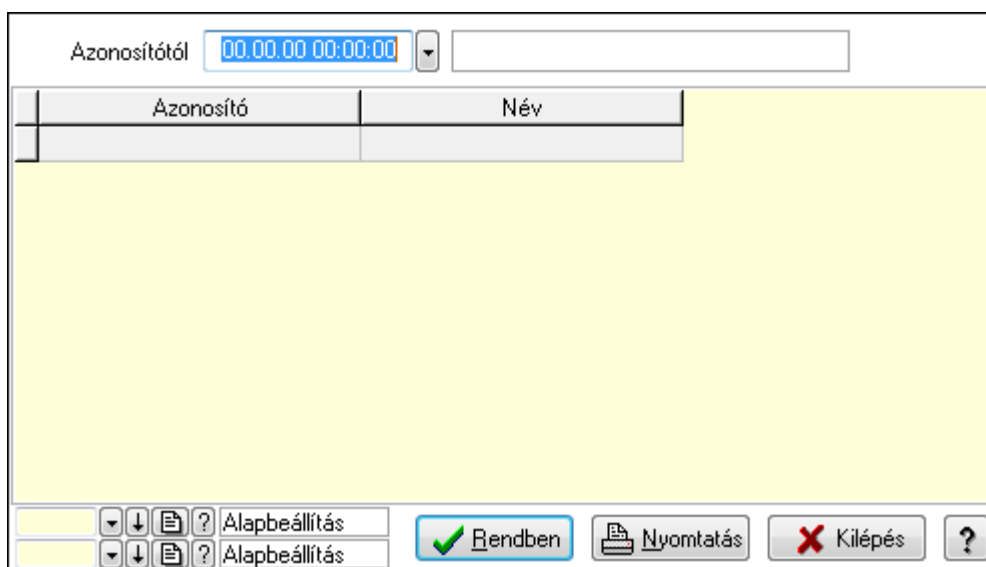 Azonosítótól 00.00.00 00:00:00
Azonosító Név
? Alapbeállítás
? Alapbeállítás
Rendben Nyomtatás Kilépés ?